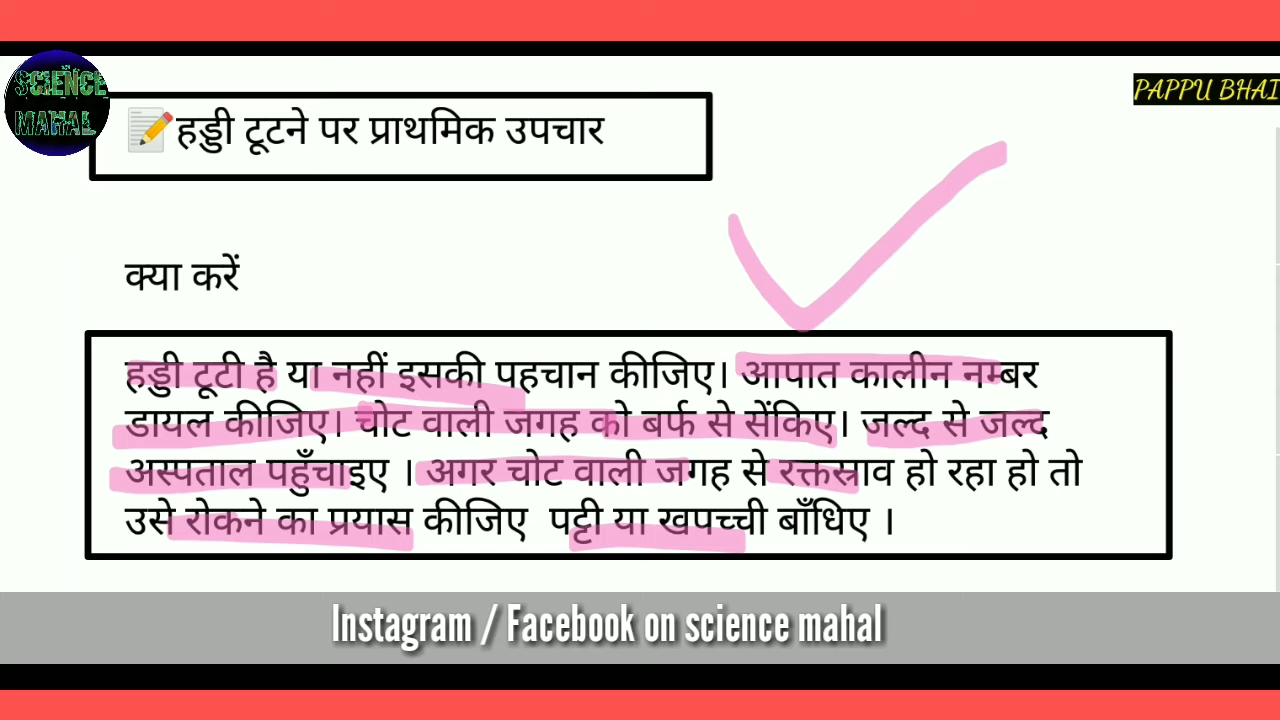 SCIENCE
MAHAL
PAPPU BHAI
📝हड्डी टूटने पर प्राथमिक उपचार
क्या करें
हड्डी टूटी है या नहीं इसकी पहचान कीजिए। आपात कालीन नम्बर
डायल कीजिए। चोट वाली जगह को बर्फ से सेंकिए। जल्द से जल्द
अस्पताल पहुँचाइए । अगर चोट वाली जगह से रक्तस्राव हो रहा हो तो
उसे रोकने का प्रयास कीजिए पट्टी या खपच्ची बाँधिए ।
Instagram / Facebook on science mahal